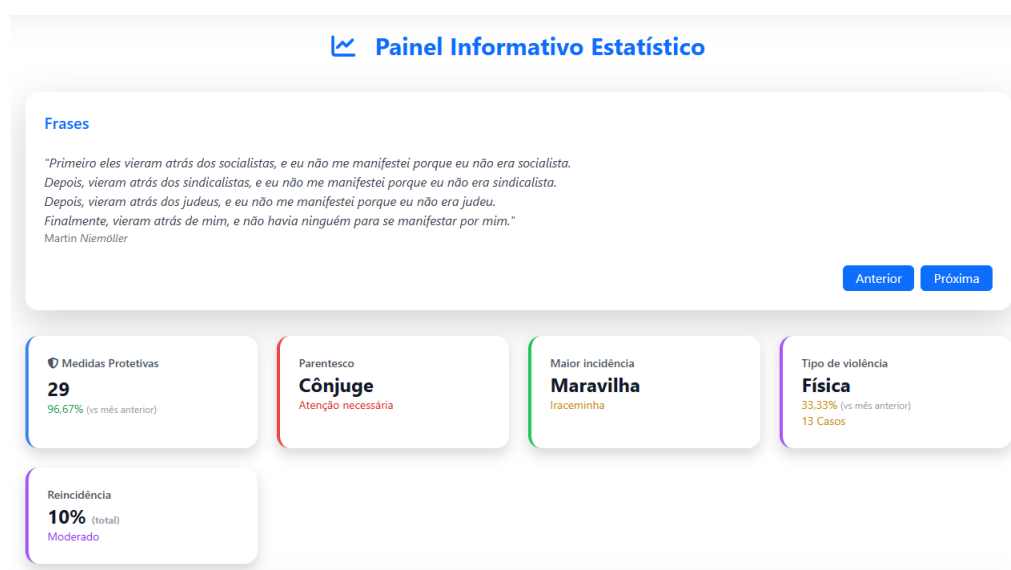 Painel Informativo Estatístico
Frases
"Primeiro eles vieram atrás dos socialistas, e eu não me manifestei porque eu não era socialista.
Depois, vieram atrás dos sindicalistas, e eu não me manifestei porque eu não era sindicalista.
Depois, vieram atrás dos judeus, e eu não me manifestei porque eu não era judeu.
Finalmente, vieram atrás de mim, e não havia ninguém para se manifestar por mim."
Martin Niemöller
Anterior
Próxima
Medidas Protetivas
29
96,67% (vs mês anterior)
Parentesco
Cônjuge
Atenção necessária
Maior incidência
Maravilha
Iraceminha
Tipo de violência
Física
33,33% (vs mês anterior)
13 Casos
Reincidência
10% (total)
Moderado